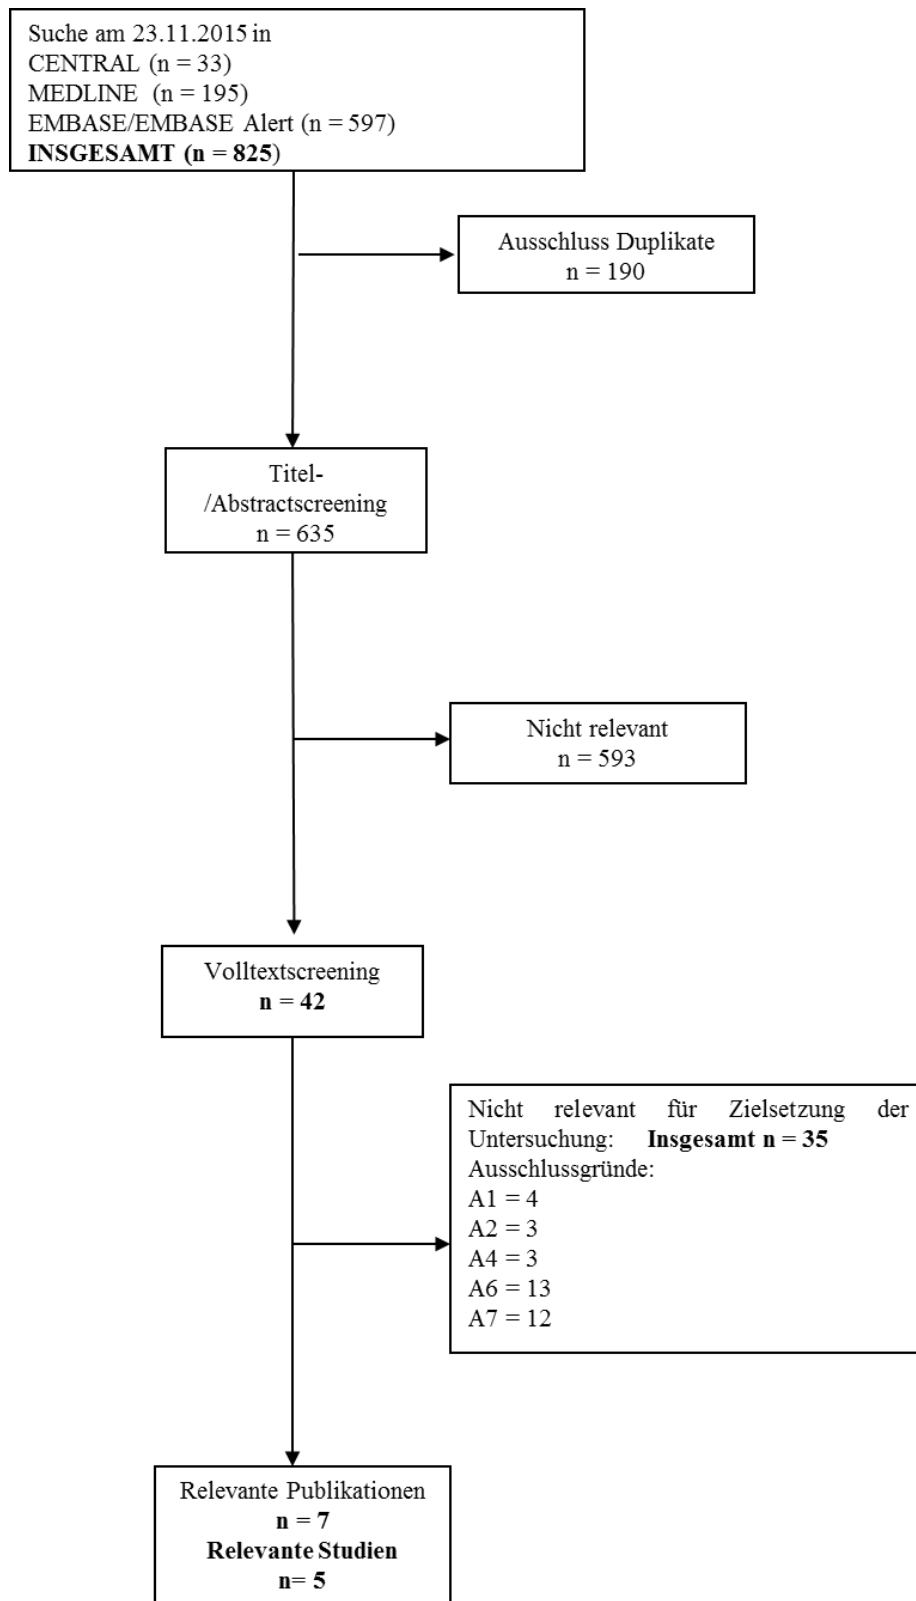 Suche am 23.11.2015 in
CENTRAL (n = 33)
MEDLINE (n = 195)
EMBASE/EMBASE Alert (n = 597)
INSGESAMT (n = 825)
Ausschluss Duplikate
n = 190
Titel-
/Abstractscreening
n = 635
Nicht relevant
n = 593
Volltextscreening
n = 42
Nicht relevant für Zielsetzung der
Untersuchung: Insgesamt n = 35
Ausschlussgründe:
A1 = 4
A2 = 3
A4 = 3
A6 = 13
A7 = 12
Relevante Publikationen
n = 7
Relevante Studien
n= 5